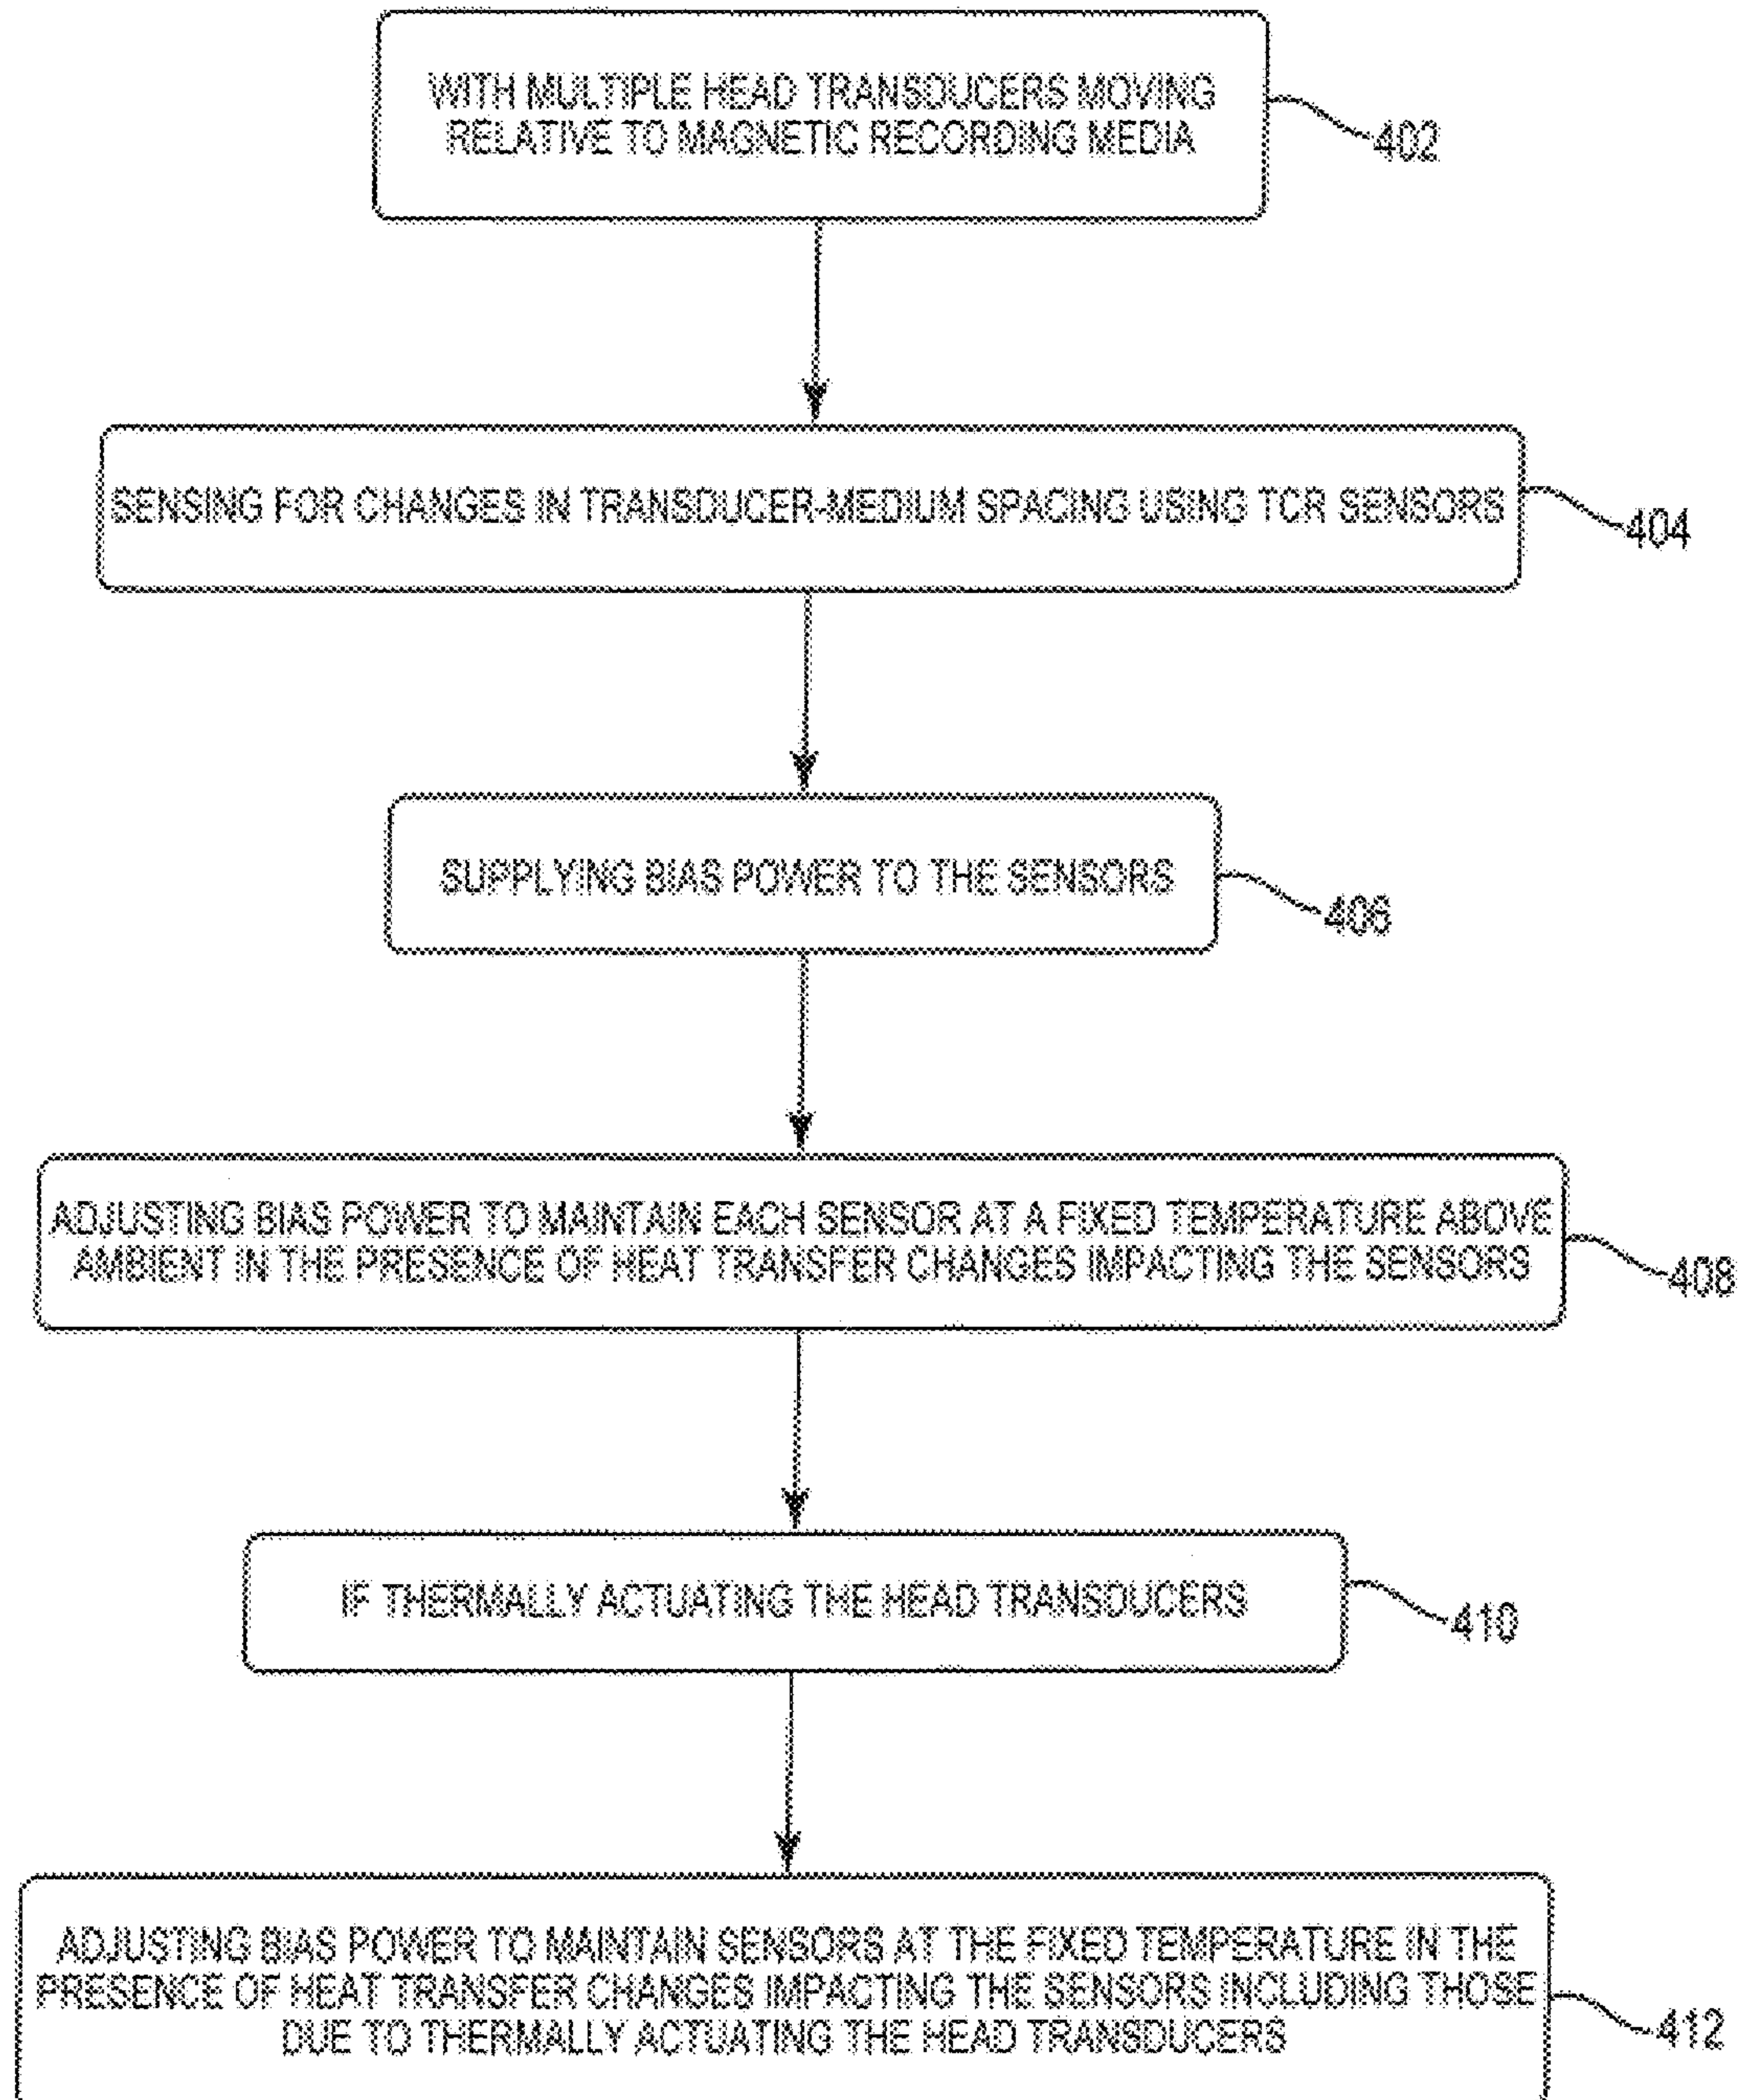 WITH MULTIPLE HEAD TRANSDUCERS MOVING
RELATIVE TO MAGNETIC RECORDING MEDIA
402
SENSING FOR CHANGES IN TRANSDUCER-MEDIUM SPACING USING TCR SENSORS
404
SUPPLYING BIAS POWER TO THE SENSORS
406
ADJUSTING BIAS POWER TO MAINTAIN EACH SENSOR AT A FIXED TEMPERATURE ABOVE
AMBIENT IN THE PRESENCE OF HEAT TRANSFER CHANGES IMPACTING THE SENSORS
408
IF THERMALLY ACTUATING THE HEAD TRANSDUCERS
410
ADJUSTING BIAS POWER TO MAINTAIN SENSORS AT THE FIXED TEMPERATURE IN THE
PRESENCE OF HEAT TRANSFER CHANGES IMPACTING THE SENSORS INCLUDING THOSE
DUE TO THERMALLY ACTUATING THE HEAD TRANSDUCERS
412